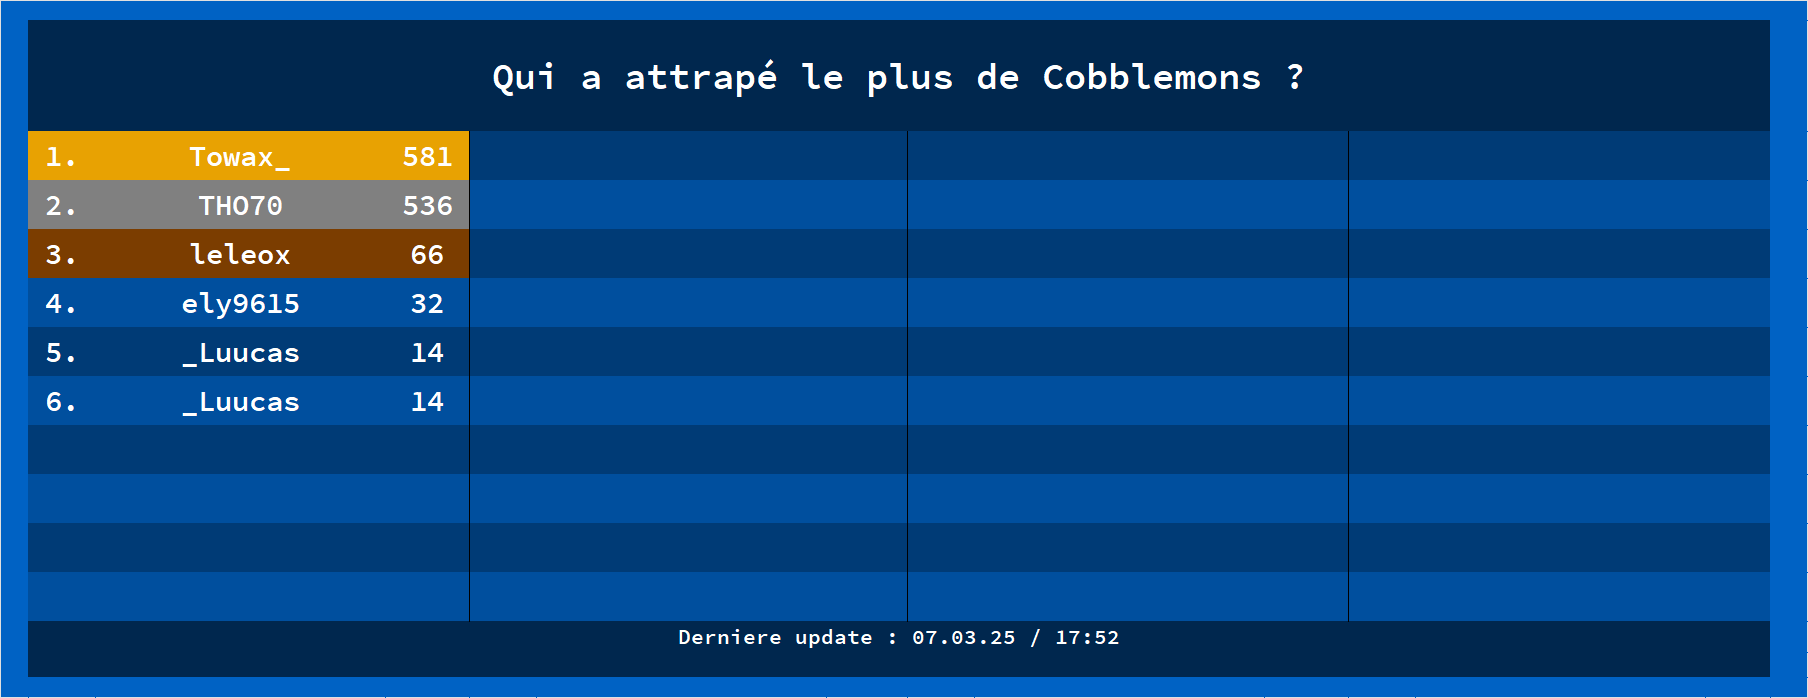 Qui a attrapé le plus de Cobblemons ?
1. Towax_ 581
2. THO70 536
3. leleox 66
4. ely9615 32
5. _Luucas 14
6. _Luucas 14
Derniere update : 07.03.25 / 17:52